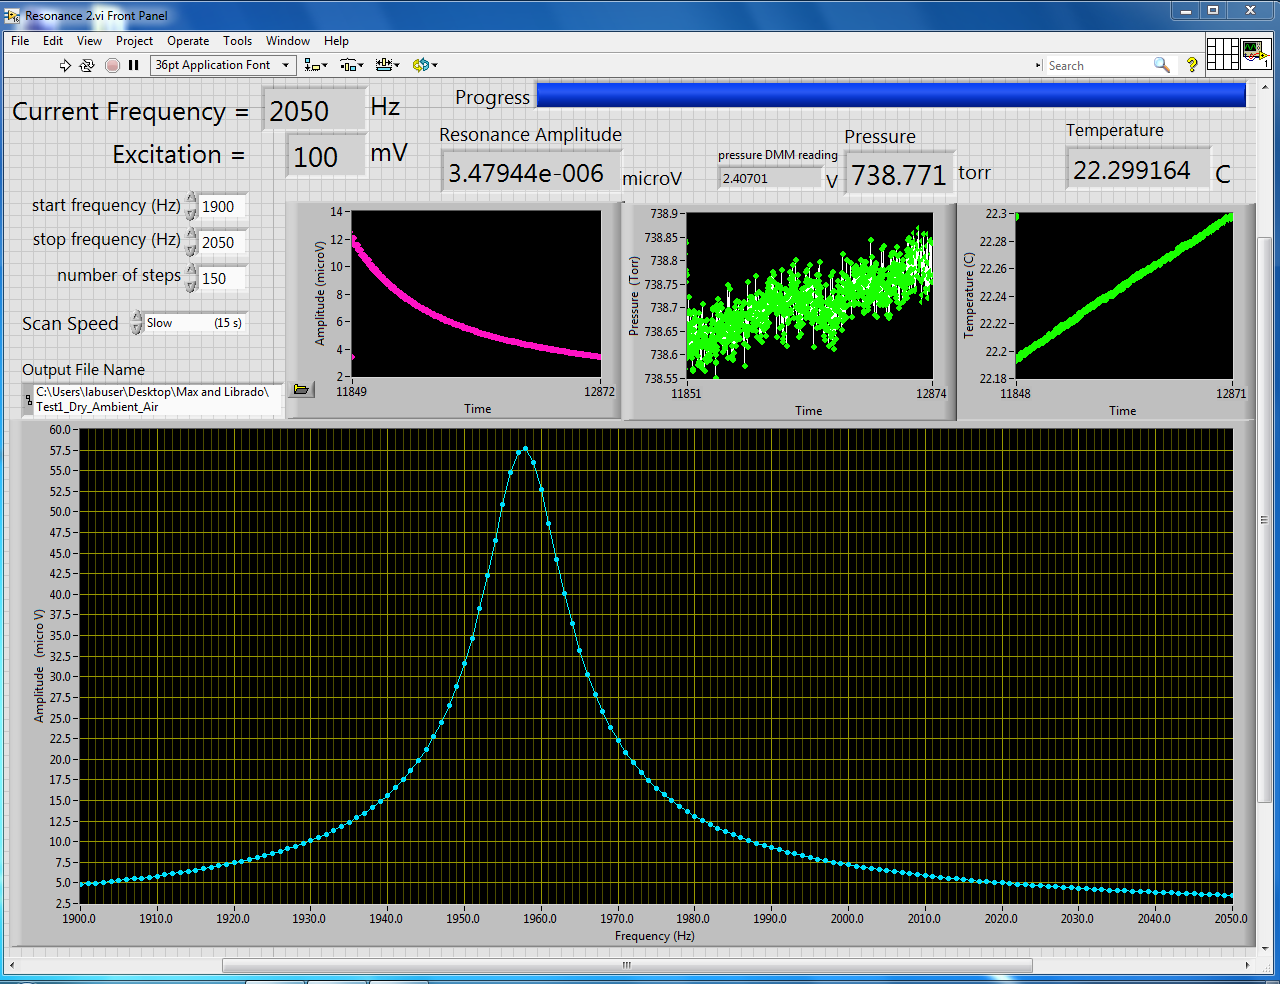 Resonance 2.vi Front Panel
File Edit View Project Operate Tools Window Help
36pt Application Font
Search
?
1
Current Frequency = 2050 Hz
Progress
Excitation = 100 mV
Resonance Amplitude
3.47944e-006 microV
pressure DMM reading
2.40701 V
Pressure
738.771 torr
Temperature
22.299164 C
start frequency (Hz) 1900
stop frequency (Hz) 2050
number of steps 150
Scan Speed Slow (15 s)
Output File Name
C:\Users\labuser\Desktop\Max and Librado\
Test1_Dry_Ambient_Air
Amplitude (microV)
14
12
10
8
6
4
2
11849 12872
Time
Pressure (Torr)
738.9
738.85
738.8
738.75
738.7
738.65
738.6
738.55
11851 12874
Time
Temperature (C)
22.3
22.28
22.26
22.24
22.22
22.2
22.18
11848 12871
Time
Amplitude (micro V)
60.0
57.5
55.0
52.5
50.0
47.5
45.0
42.5
40.0
37.5
35.0
32.5
30.0
27.5
25.0
22.5
20.0
17.5
15.0
12.5
10.0
7.5
5.0
2.5
1900.0 1910.0 1920.0 1930.0 1940.0 1950.0 1960.0 1970.0 1980.0 1990.0 2000.0 2010.0 2020.0 2030.0 2040.0 2050.0
Frequency (Hz)